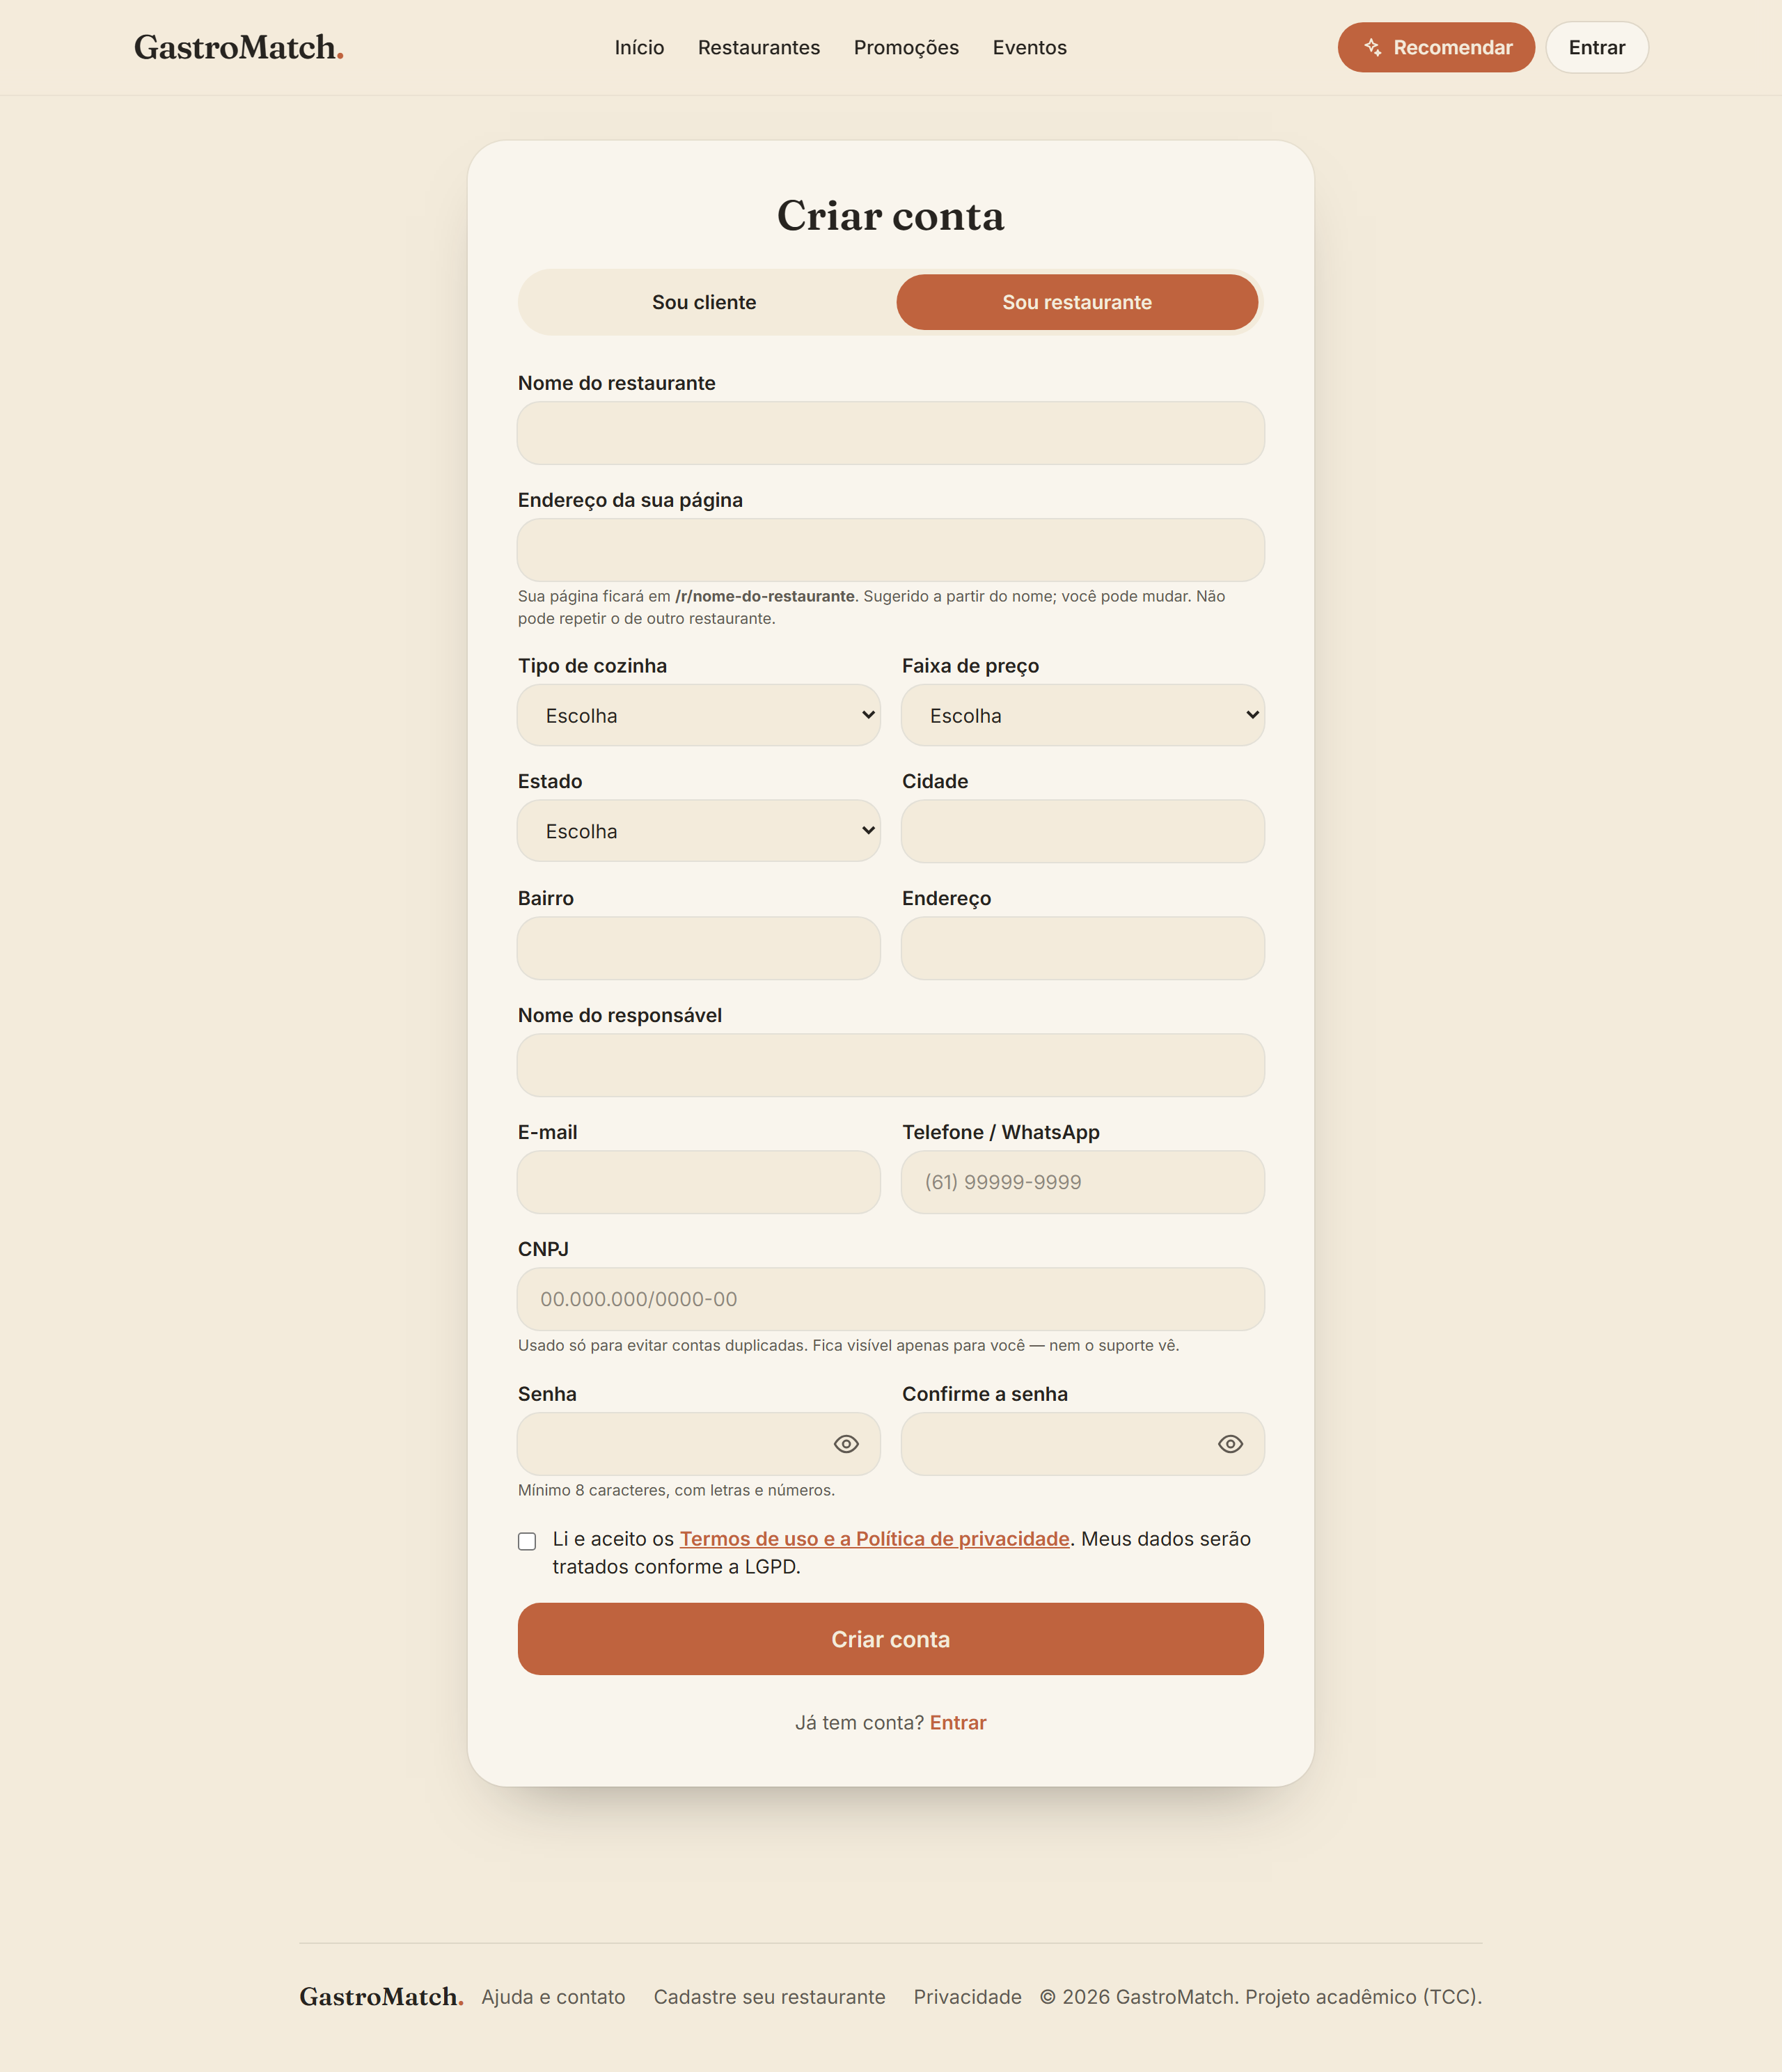 GastroMatch.
Início
Restaurantes
Promoções
Eventos
Recomendar
Entrar
Criar conta
Sou cliente
Sou restaurante
Nome do restaurante
Endereço da sua página
Sua página ficará em /r/nome-do-restaurante. Sugerido a partir do nome; você pode mudar. Não
pode repetir o de outro restaurante.
Tipo de cozinha
Faixa de preço
Escolha
Escolha
Estado
Cidade
Escolha
Bairro
Endereço
Nome do responsável
E-mail
Telefone / WhatsApp
(61) 99999-9999
CNPJ
00.000.000/0000-00
Usado só para evitar contas duplicadas. Fica visível apenas para você — nem o suporte vê.
Senha
Confirme a senha
Mínimo 8 caracteres, com letras e números.
Li e aceito os Termos de uso e a Política de privacidade. Meus dados serão
tratados conforme a LGPD.
Criar conta
Já tem conta? Entrar
GastroMatch.
Ajuda e contato
Cadastre seu restaurante
Privacidade
© 2026 GastroMatch. Projeto acadêmico (TCC).